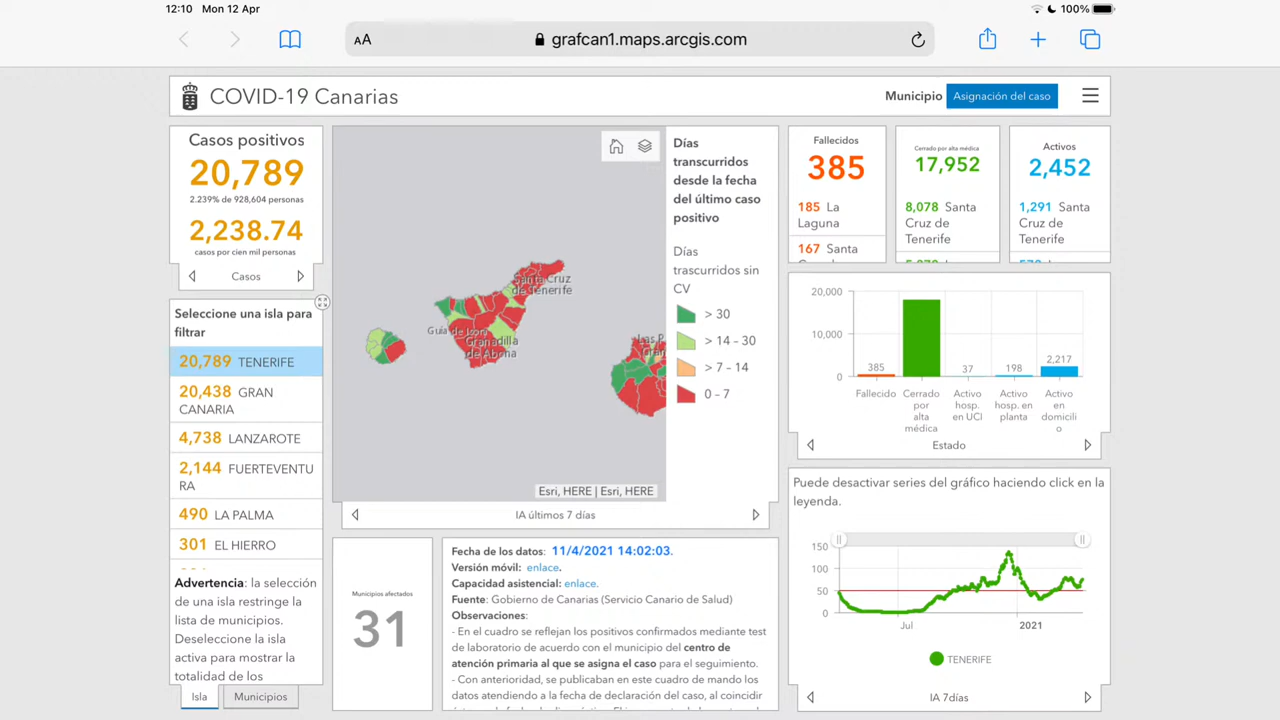 12:10 Mon 12 Apr
100%
AA
grafcan1.maps.arcgis.com
COVID-19 Canarias
Municipio
Asignación del caso
Casos positivos
20,789
2.239% de 928,604 personas
2,238.74
casos por cien mil personas
Casos
Seleccione una isla para
filtrar
20,789 TENERIFE
20,438 GRAN
CANARIA
4,738 LANZAROTE
2,144 FUERTEVENTU
RA
490 LA PALMA
301 EL HIERRO
Advertencia: la selección
de una isla restringe la
lista de municipios.
Deseleccione la isla
activa para mostrar la
totalidad de los
Isla
Municipios
Santa Cruz
de Tenerife
Granadilla
de Abona
Esri, HERE | Esri, HERE
Días
transcurridos
desde la fecha
del último caso
positivo
Días
trascurridos sin
CV
> 30
> 14 – 30
> 7 – 14
0 – 7
IA últimos 7 días
Municipios afectados
31
Fecha de los datos: 11/4/2021 14:02:03.
Versión móvil: enlace.
Capacidad asistencial: enlace.
Fuente: Gobierno de Canarias (Servicio Canario de Salud)
Observaciones:
- En el cuadro se reflejan los positivos confirmados mediante test
de laboratorio de acuerdo con el municipio del centro de
atención primaria al que se asigna el caso para el seguimiento.
- Con anterioridad, se publicaban en este cuadro de mando los
datos atendiendo a la fecha de declaración del caso, al coincidir
Fallecidos
385
185 La
Laguna
167 Santa
Cerrado por alta médica
17,952
8,078 Santa
Cruz de
Tenerife
Activos
2,452
1,291 Santa
Cruz de
Tenerife
20,000
10,000
0
385
37
198
2,217
Fallecido
Cerrado
por
alta
médica
Activo
hosp.
en UCI
Activo
hosp. en
planta
Activo
en
domicili
o
Estado
Puede desactivar series del gráfico haciendo click en la
leyenda.
150
100
50
0
Jul
2021
TENERIFE
IA 7días